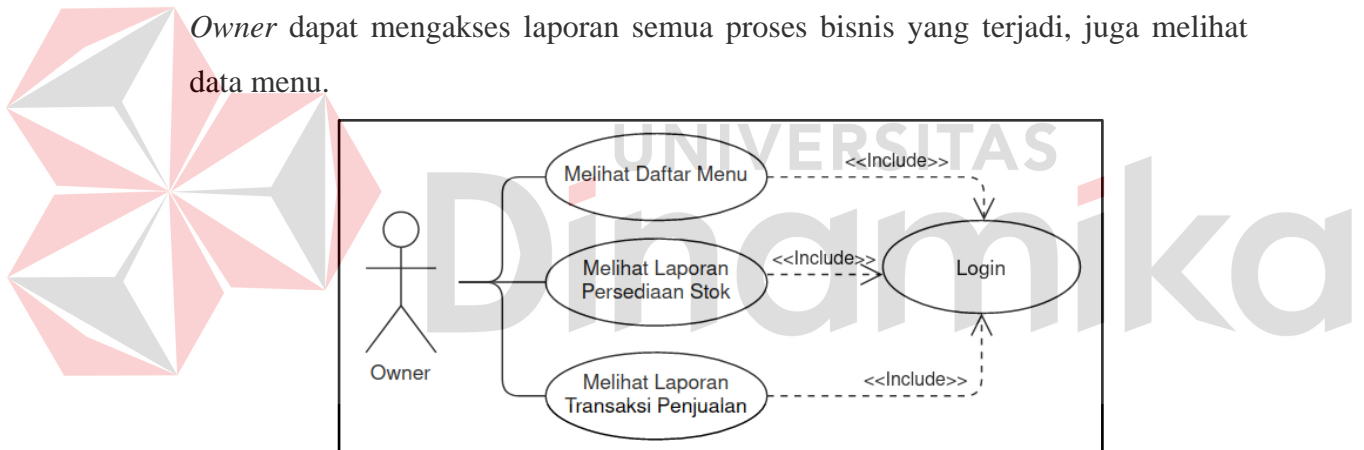 Owner dapat mengakses laporan semua proses bisnis yang terjadi, juga melihat
data menu.
UNIVERSITAS
Dinamika
Melihat Daftar Menu
<<Include>>
Melihat Laporan
Persediaan Stok
<<Include>>
Login
Owner
Melihat Laporan
Transaksi Penjualan
<<Include>>